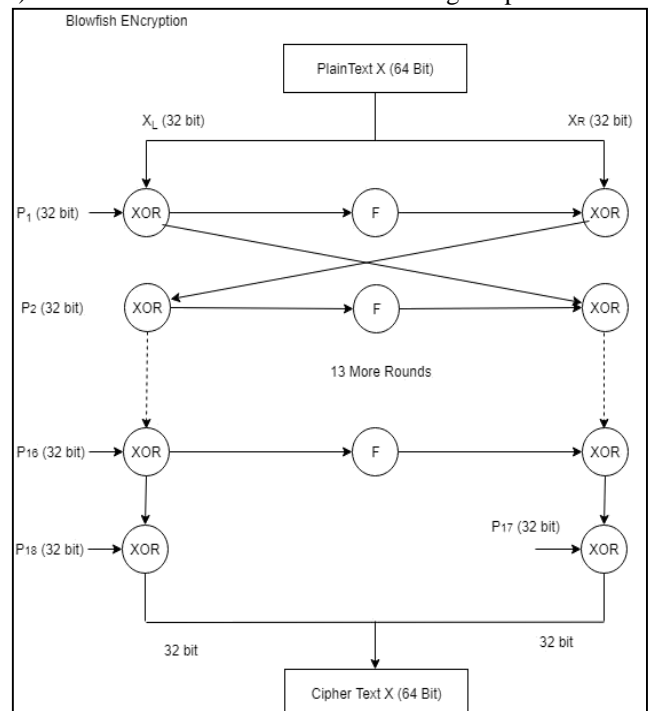 Blowfish ENcryption
PlainText X (64 Bit)
XL (32 bit)
XR (32 bit)
P1 (32 bit)
XOR
F
XOR
P2 (32 bit)
XOR
F
XOR
13 More Rounds
P16 (32 bit)
XOR
F
XOR
P17 (32 bit)
P18 (32 bit)
XOR
XOR
32 bit
32 bit
Cipher Text X (64 Bit)